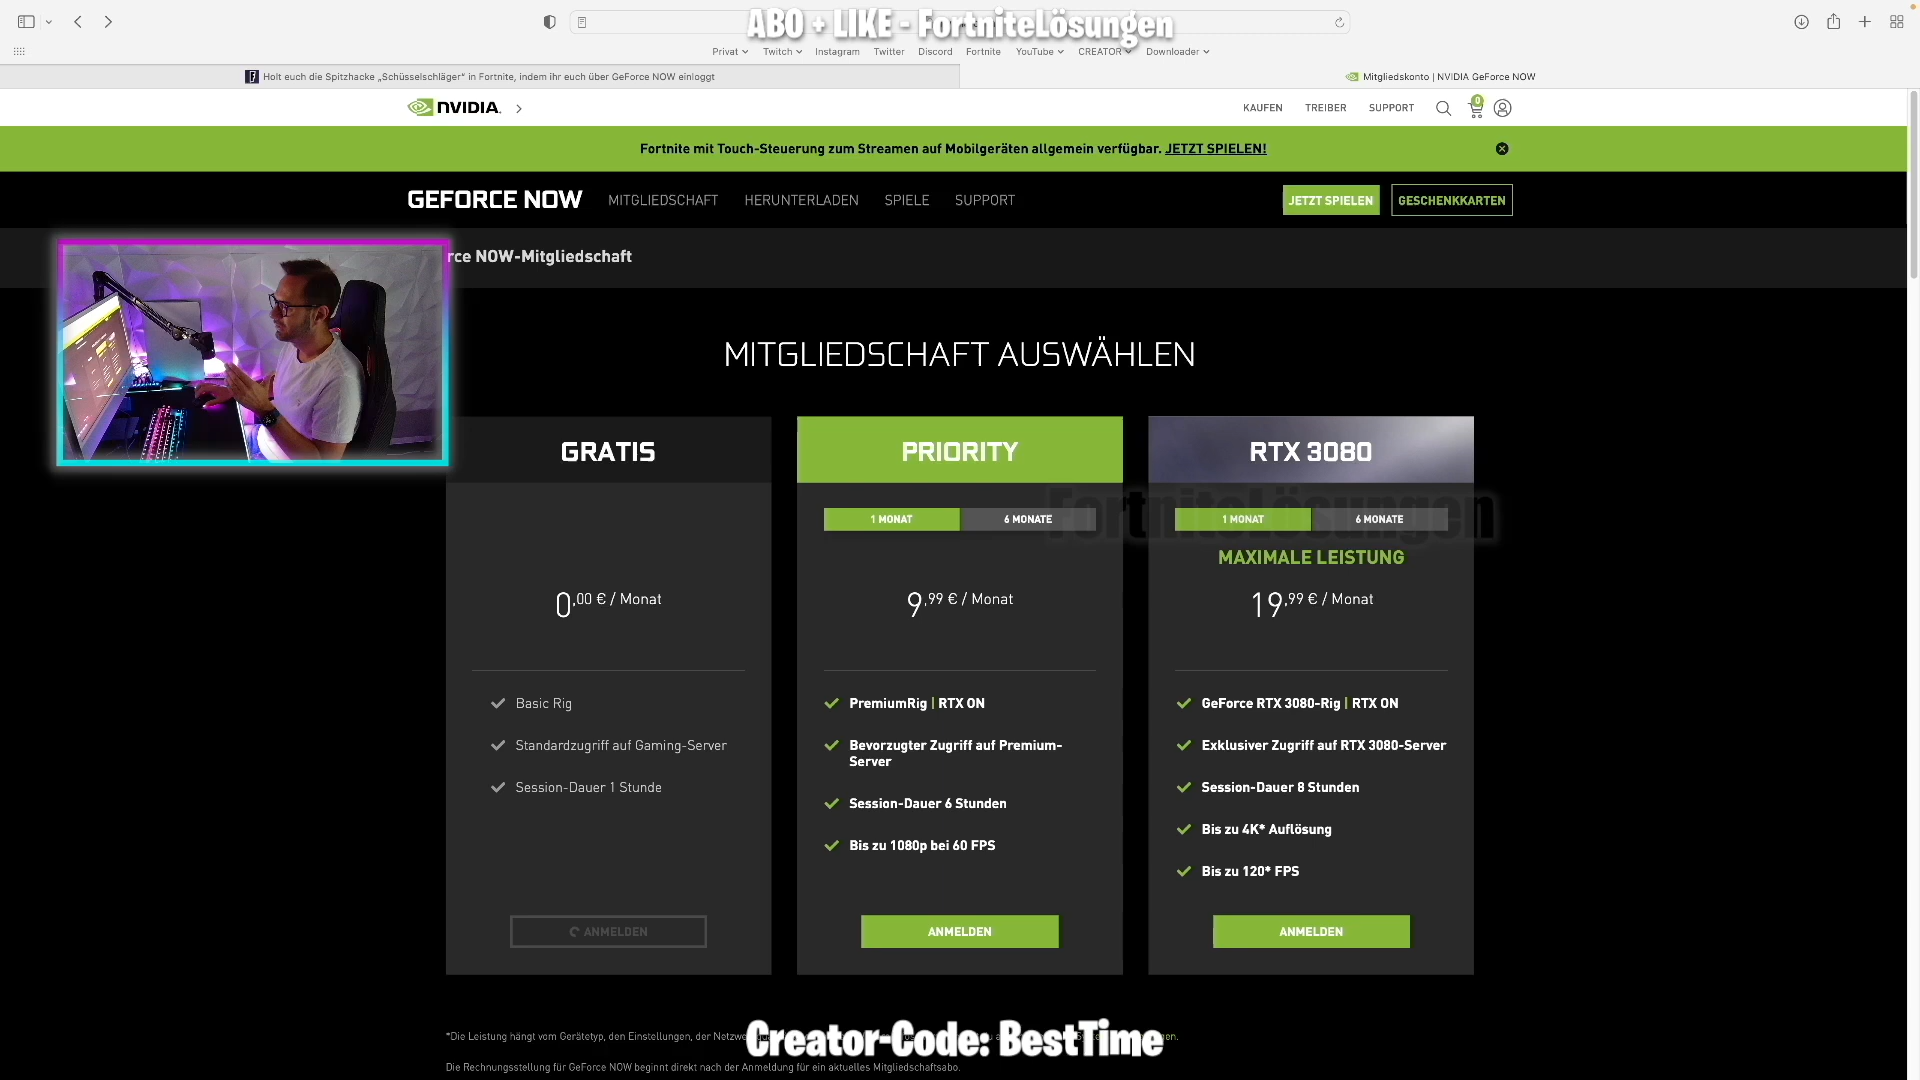 ABO + LIKE - FortniteLösungen
Privat Twitch Instagram Twitter Discord Fortnite YouTube CREATOR Downloader
Holt euch die Spitzhacke „Schüsselschläger" in Fortnite, indem ihr euch über GeForce NOW einloggt
Mitgliedskonto | NVIDIA GeForce NOW
NVIDIA. KAUFEN TREIBER SUPPORT 0
Fortnite mit Touch-Steuerung zum Streamen auf Mobilgeräten allgemein verfügbar. JETZT SPIELEN!
GEFORCE NOW MITGLIEDSCHAFT HERUNTERLADEN SPIELE SUPPORT JETZT SPIELEN GESCHENKKARTEN
rce NOW-Mitgliedschaft
MITGLIEDSCHAFT AUSWÄHLEN
GRATIS
0,00 € / Monat
Basic Rig
Standardzugriff auf Gaming-Server
Session-Dauer 1 Stunde
ANMELDEN
PRIORITY
1 MONAT 6 MONATE
9,99 € / Monat
PremiumRig | RTX ON
Bevorzugter Zugriff auf Premium-
Server
Session-Dauer 6 Stunden
Bis zu 1080p bei 60 FPS
ANMELDEN
RTX 3080
FortniteLösungen
1 MONAT 6 MONATE
MAXIMALE LEISTUNG
19,99 € / Monat
GeForce RTX 3080-Rig | RTX ON
Exklusiver Zugriff auf RTX 3080-Server
Session-Dauer 8 Stunden
Bis zu 4K* Auflösung
Bis zu 120* FPS
ANMELDEN
*Die Leistung hängt vom Gerätetyp, den Einstellungen, der Netzwe
Creator-Code: BestTime
Die Rechnungsstellung für GeForce NOW beginnt direkt nach der Anmeldung für ein aktuelles Mitgliedschaftsabo.